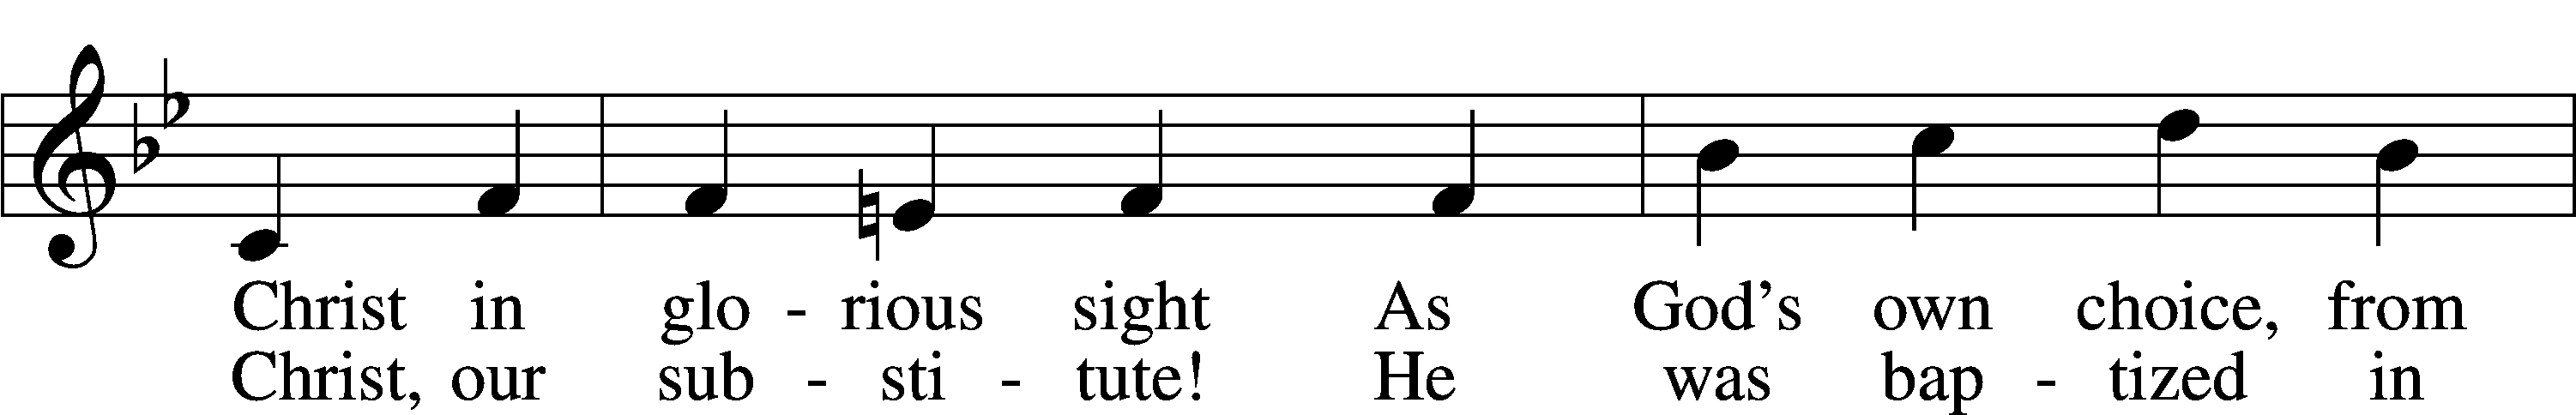 Christ in glo - rious sight As God’s own choice, from
Christ, our sub - sti - tute! He was bap - tized in